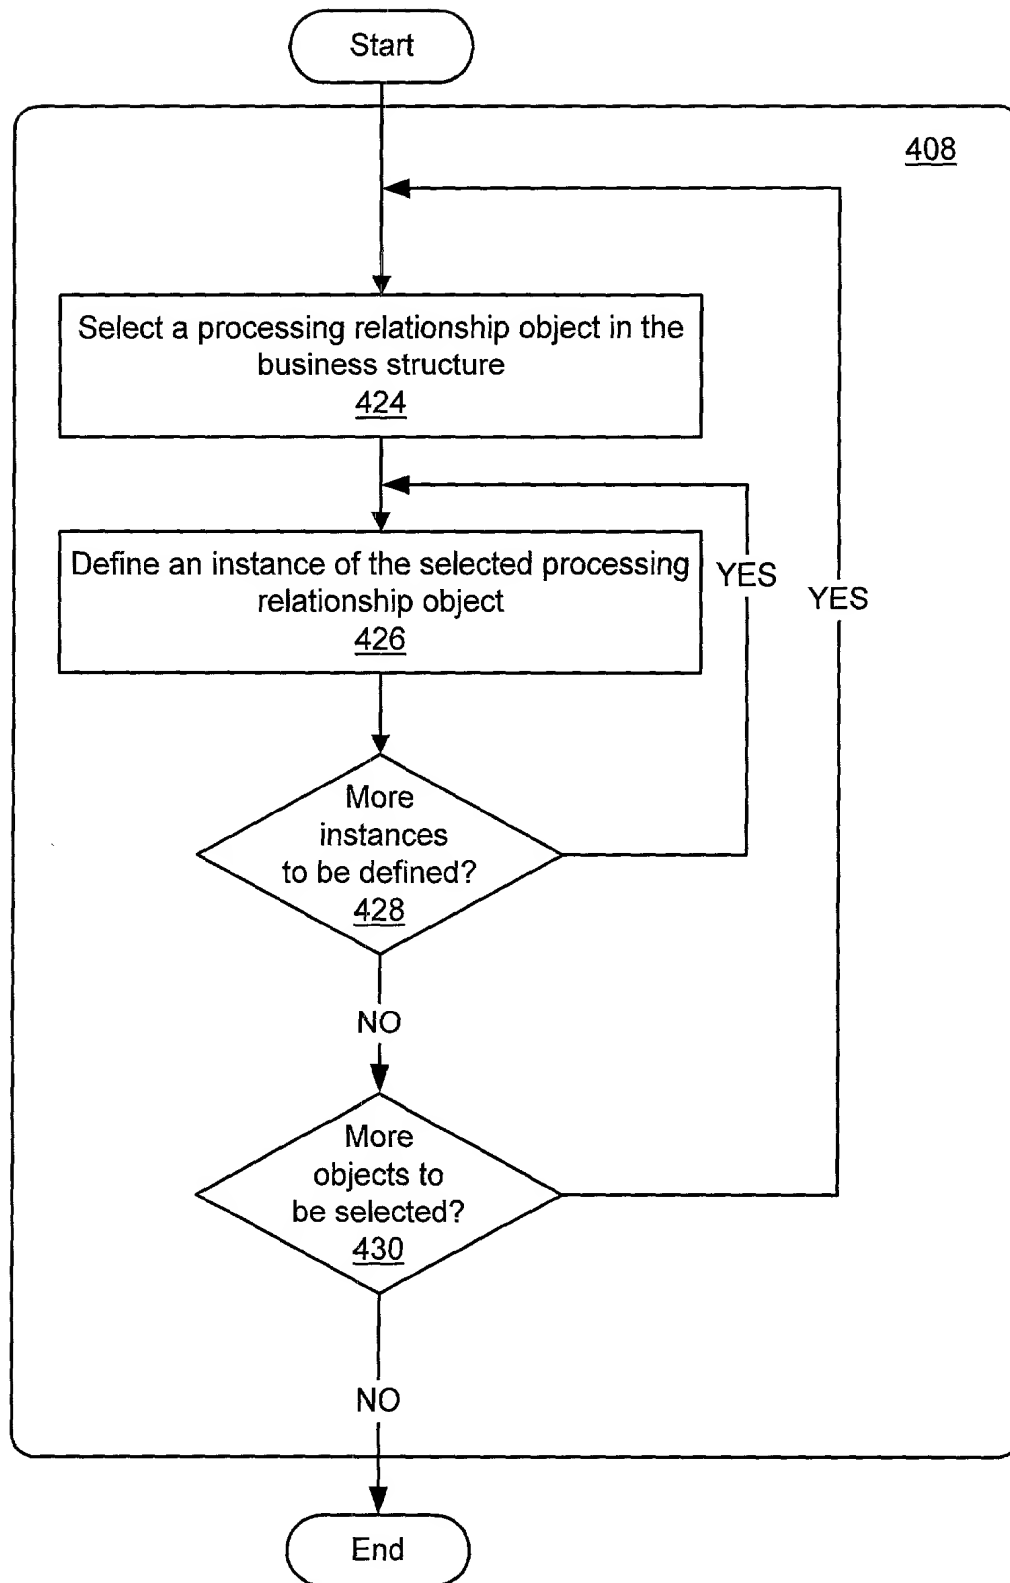 Start
408
Select a processing relationship object in the
business structure
424
Define an instance of the selected processing
relationship object
426
YES
YES
More
instances
to be defined?
428
NO
More
objects to
be selected?
430
NO
End